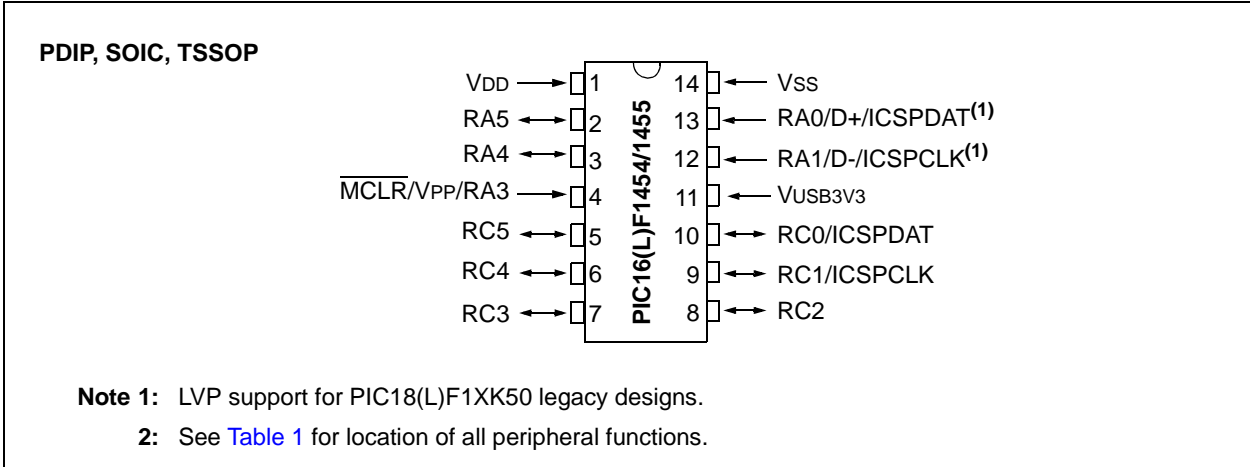 PDIP, SOIC, TSSOP
VDD 1 14 VSS
RA5 2 13 RA0/D+/ICSPDAT(1)
RA4 3 12 RA1/D-/ICSPCLK(1)
MCLR/VPP/RA3 4 11 VUSB3V3
RC5 5 10 RC0/ICSPDAT
RC4 6 9 RC1/ICSPCLK
RC3 7 8 RC2
PIC16(L)F1454/1455
Note 1: LVP support for PIC18(L)F1XK50 legacy designs.
2: See Table 1 for location of all peripheral functions.